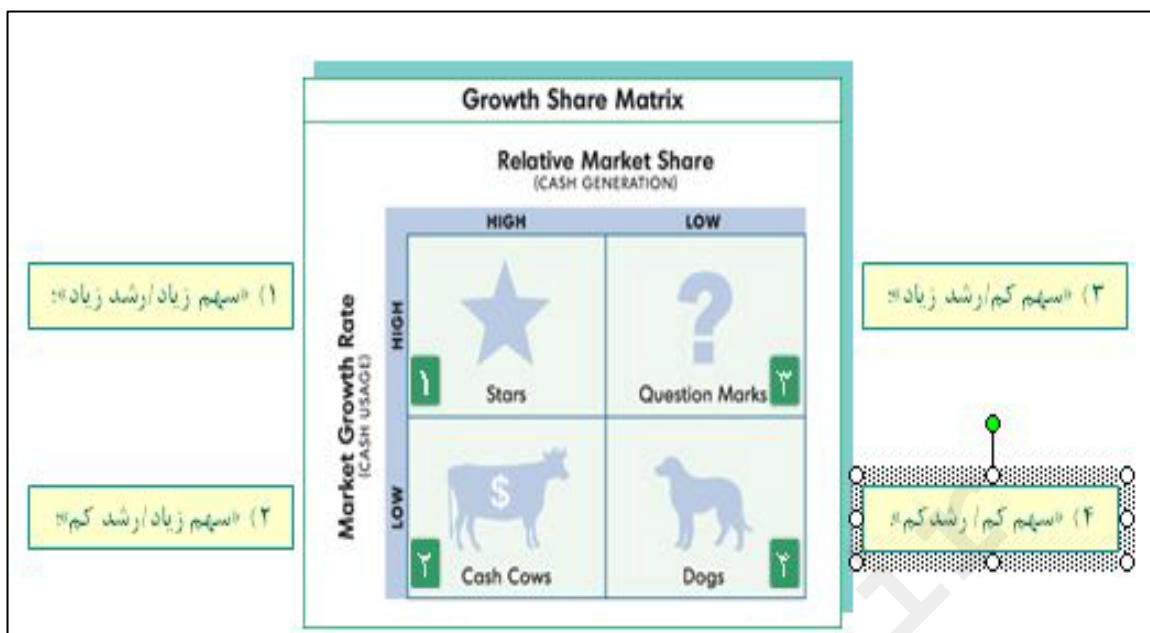 Growth Share Matrix
Relative Market Share
(CASH GENERATION)
HIGH LOW
Market Growth Rate
(CASH USAGE)
HIGH
LOW
۱
Stars
Question Marks
۳
۲
Cash Cows
Dogs
۴
۱) «سهم زیاد/رشد زیاد»:
۳) «سهم کم/رشد زیاد»:
۲) «سهم زیاد/رشد کم»:
۴) «سهم کم/ رشدکم»: